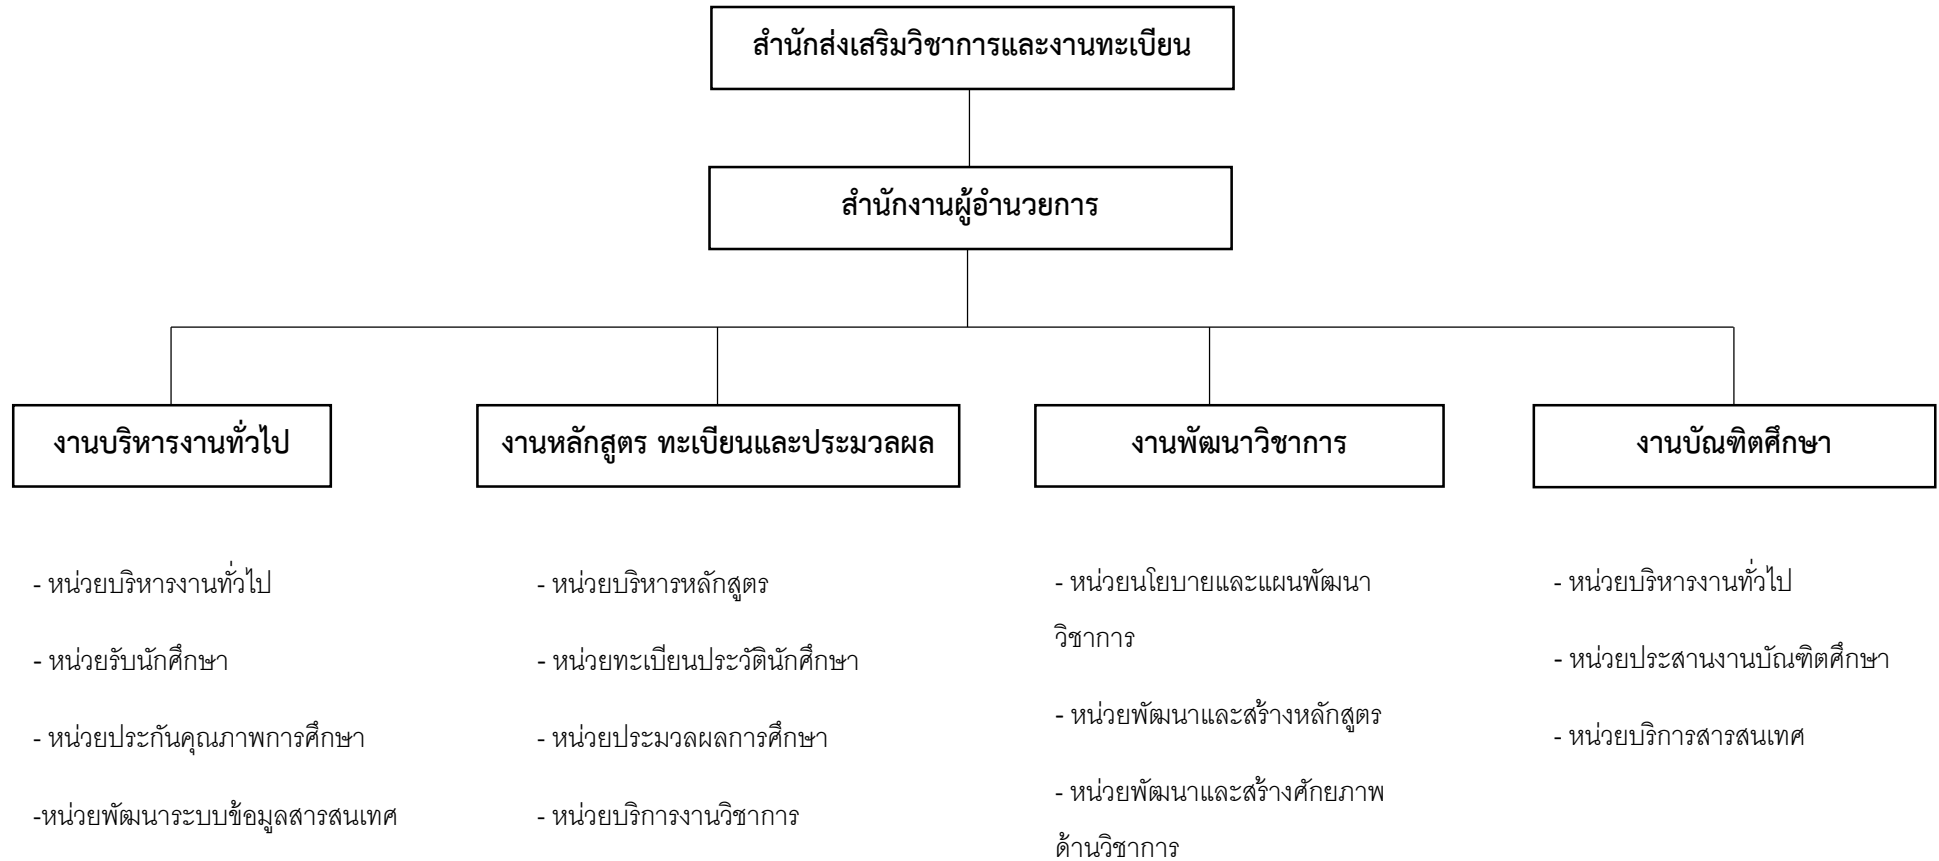 สำนักส่งเสริมวิชาการและงานทะเบียน
สำนักงานผู้อำนวยการ
งานบริหารงานทั่วไป
งานหลักสูตร ทะเบียนและประมวลผล
งานพัฒนาวิชาการ
งานบัณฑิตศึกษา
- หน่วยบริหารงานทั่วไป
- หน่วยรับนักศึกษา
- หน่วยประกันคุณภาพการศึกษา
-หน่วยพัฒนาระบบข้อมูลสารสนเทศ
- หน่วยบริหารหลักสูตร
- หน่วยทะเบียนประวัตินักศึกษา
- หน่วยประมวลผลการศึกษา
- หน่วยบริการงานวิชาการ
- หน่วยนโยบายและแผนพัฒนา
วิชาการ
- หน่วยพัฒนาและสร้างหลักสูตร
- หน่วยพัฒนาและสร้างศักยภาพ
ด้านวิชาการ
- หน่วยบริหารงานทั่วไป
- หน่วยประสานงานบัณฑิตศึกษา
- หน่วยบริการสารสนเทศ